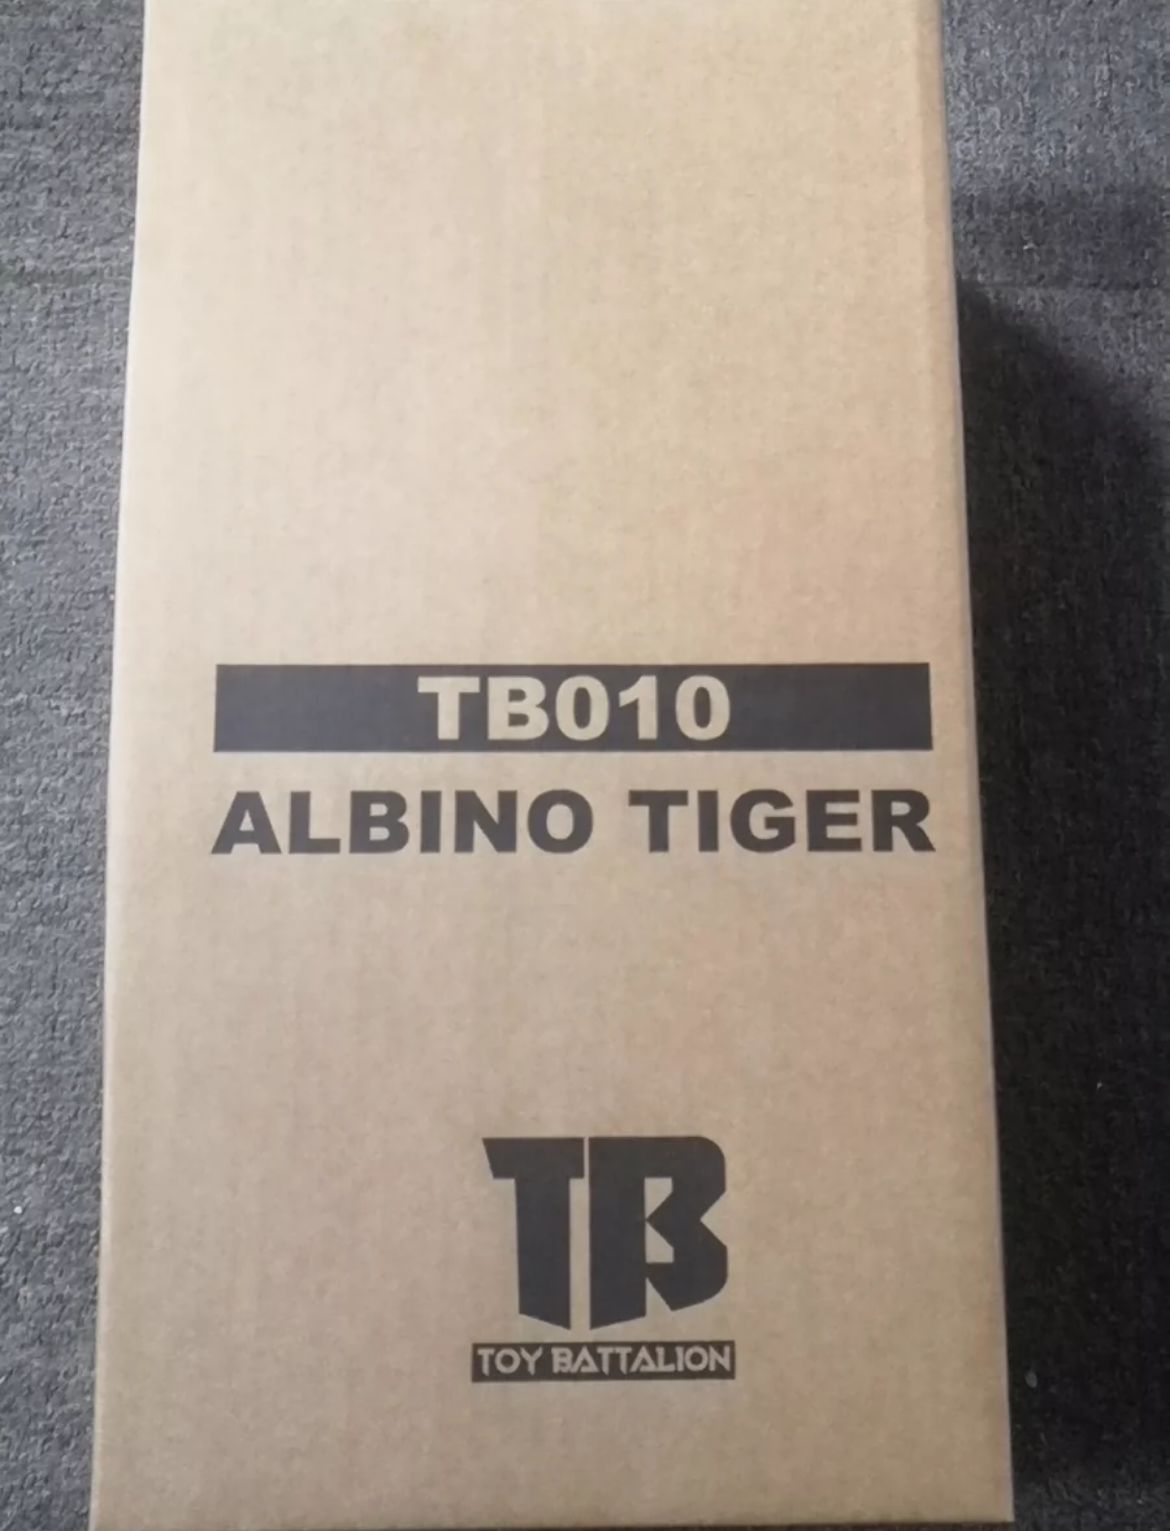 TB010
ALBINO TIGER
TB
TOY BATTALION